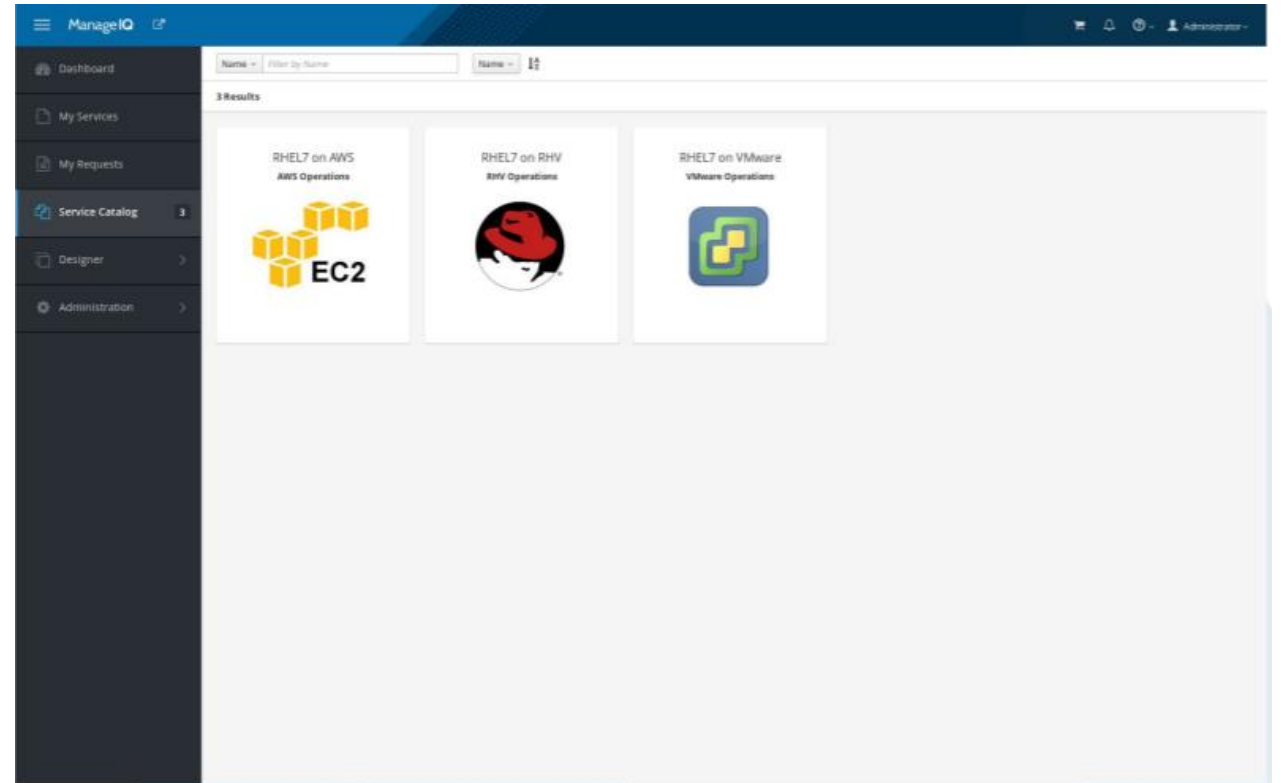 ManageIQ
Administrator
Dashboard
My Services
My Requests
Service Catalog 3
Designer
Administration
Name Filter by Name Name
3 Results
RHEL7 on AWS
AWS Operations
EC2
RHEL7 on RHV
RHV Operations
RHEL7 on VMware
VMware Operations